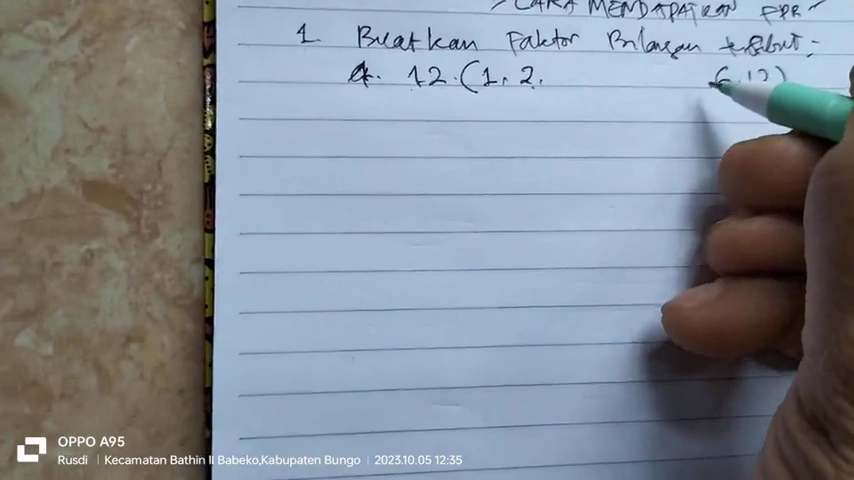 CARA MENDAPATKAN FPB
1. Buatkan Faktor Bilangan tersebut:
a. 12.(1, 2, 6, 12)
OPPO A95
Rusdi | Kecamatan Bathin II Babeko,Kabupaten Bungo | 2023.10.05 12:35